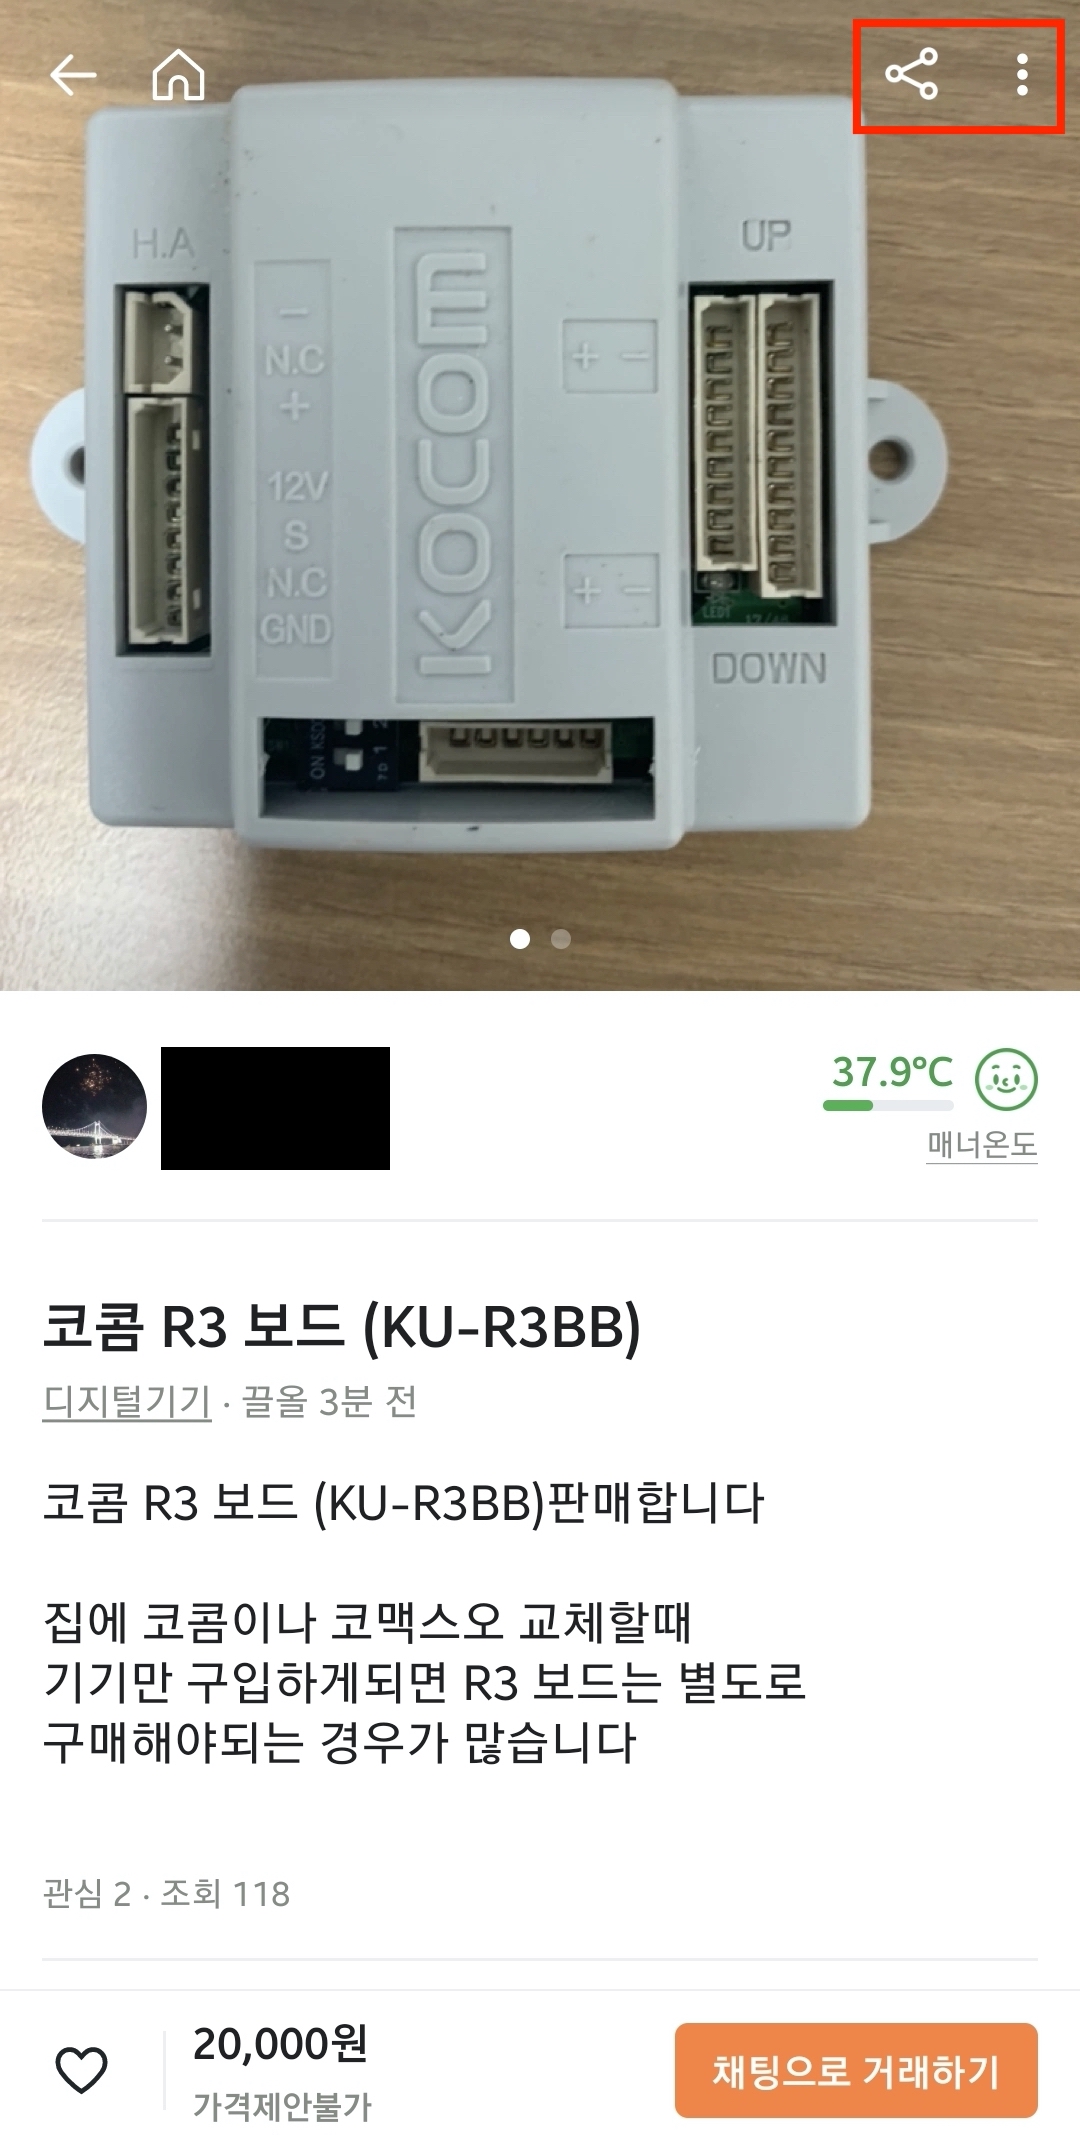 H.A
UP
-
N.C
+
12V
S
N.C
GND
KOCOM
+ -
+ -
LED1
DOWN
ON KSD
1 2
37.9°C
매너온도
코콤 R3 보드 (KU-R3BB)
디지털기기 · 끌올 3분 전
코콤 R3 보드 (KU-R3BB)판매합니다
집에 코콤이나 코맥스오 교체할때
기기만 구입하게되면 R3 보드는 별도로
구매해야되는 경우가 많습니다
관심 2 · 조회 118
20,000원
가격제안불가
채팅으로 거래하기